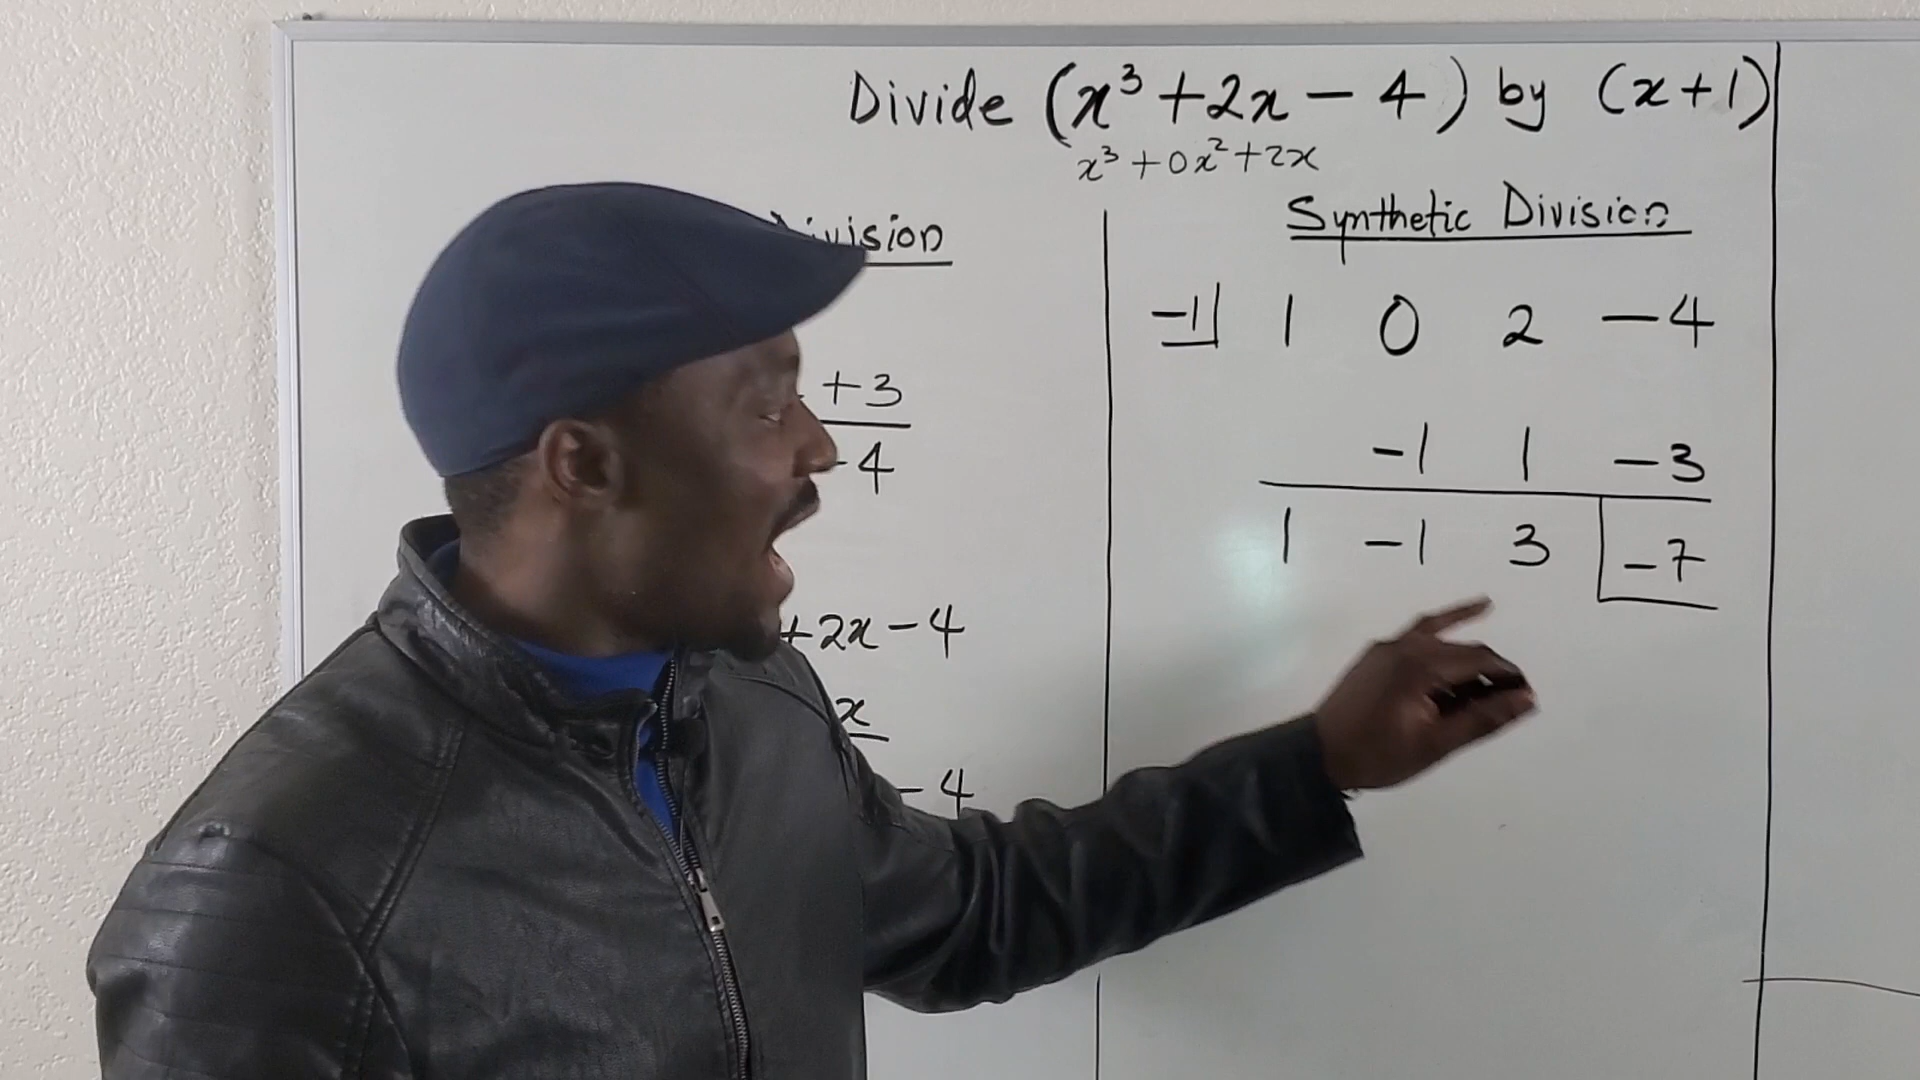 Divide (x³ + 2x - 4) by (x+1)
x³ + 0x² + 2x
Division
+3
-4
+2x - 4
x
- 4
Synthetic Division
-1 1 0 2 -4
-1 1 -3
1 -1 3 -7